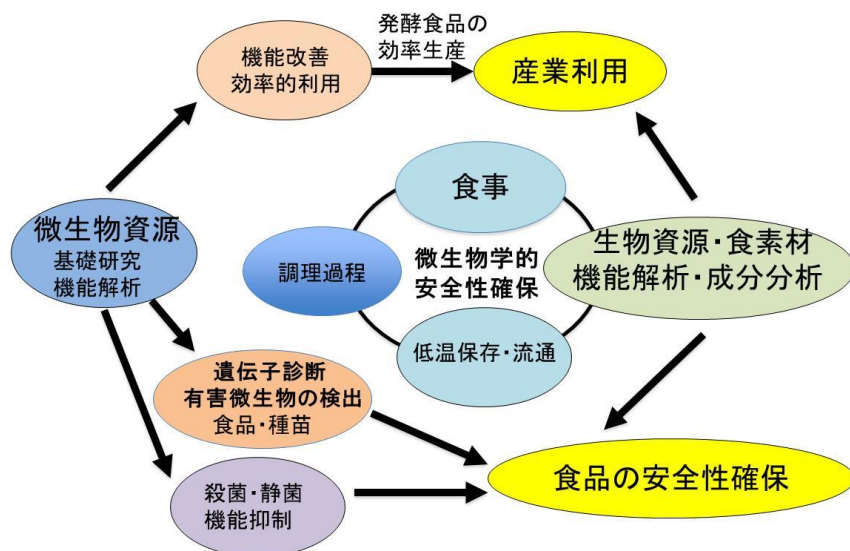 発酵食品の
効率生産
機能改善
効率的利用
産業利用
食事
微生物資源
基礎研究
機能解析
調理過程
微生物学的
安全性確保
生物資源・食素材
機能解析・成分分析
低温保存・流通
遺伝子診断
有害微生物の検出
食品・種苗
食品の安全性確保
殺菌・静菌
機能抑制